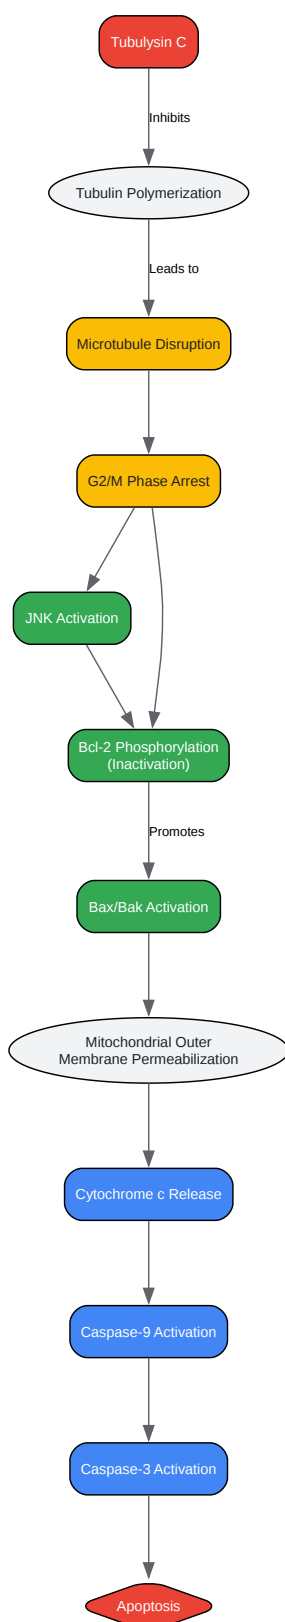 Tubulysin C
Inhibits
Tubulin Polymerization
Leads to
Microtubule Disruption
G2/M Phase Arrest
JNK Activation
Bcl-2 Phosphorylation
(Inactivation)
Promotes
Bax/Bak Activation
Mitochondrial Outer
Membrane Permeabilization
Cytochrome c Release
Caspase-9 Activation
Caspase-3 Activation
Apoptosis